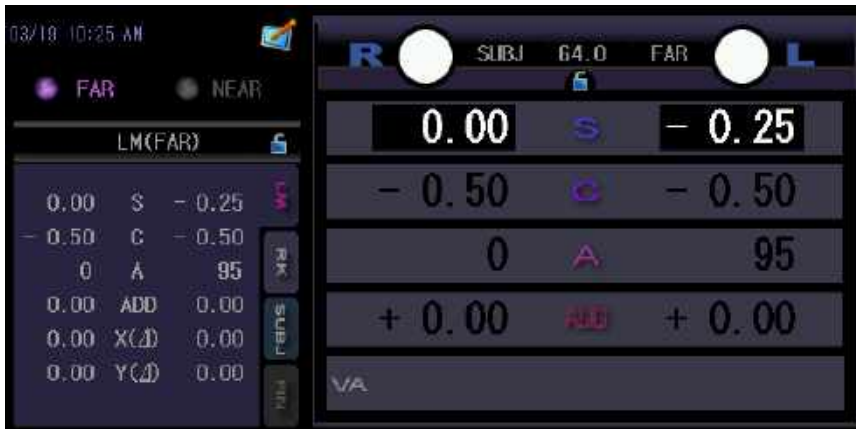 03/19 10:25 AM
FAR NEAR
LM(FAR)
0.00 S - 0.25
- 0.50 C - 0.50
0 A 95
0.00 ADD 0.00
0.00 X(⊿) 0.00
0.00 Y(⊿) 0.00
LM
RK
SUBJ
FIN
R SUBJ 64.0 FAR L
0.00 S - 0.25
- 0.50 C - 0.50
0 A 95
+ 0.00 ADD + 0.00
VA